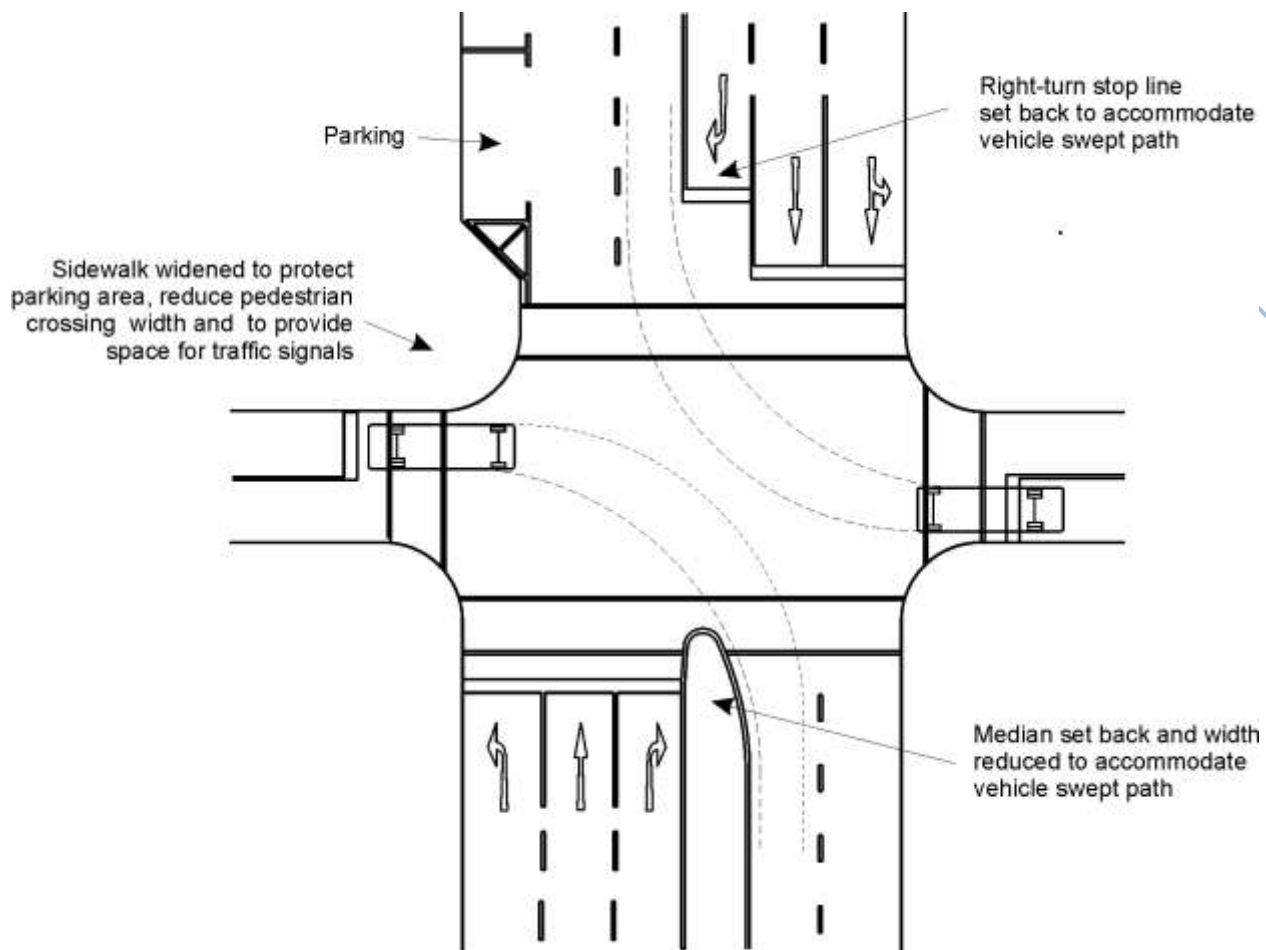 Right-turn stop line
set back to accommodate
vehicle swept path
Parking
Sidewalk widened to protect
parking area, reduce pedestrian
crossing width and to provide
space for traffic signals
Median set back and width
reduced to accommodate
vehicle swept path